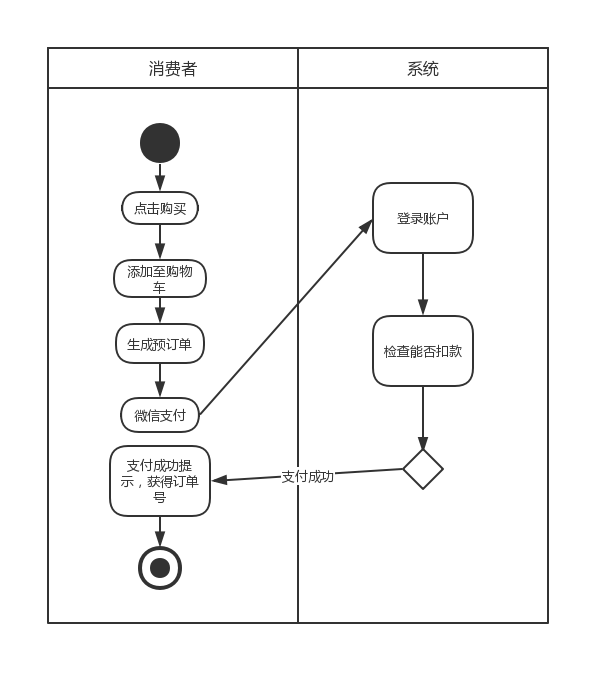 消费者
系统
点击购买
添加至购物
车
生成预订单
微信支付
登录账户
检查能否扣款
支付成功
支付成功提
示，获得订单
号